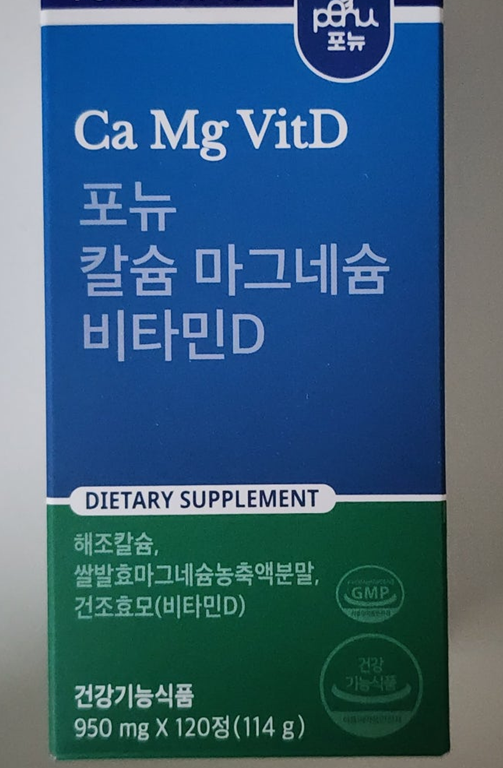 포뉴
Ca Mg VitD
포뉴
칼슘 마그네슘
비타민D
DIETARY SUPPLEMENT
해조칼슘,
쌀발효마그네슘농축액분말,
건조효모(비타민D)
GMP
건강
기능식품
건강기능식품
950 mg X 120정(114 g)